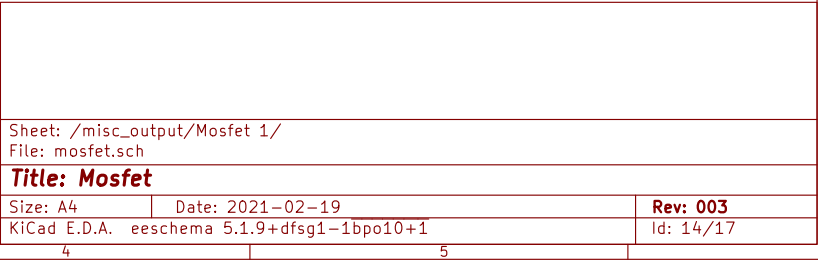 Sheet: /misc_output/Mosfet 1/
File: mosfet.sch
Title: Mosfet
Size: A4 Date: 2021-02-19 Rev: 003
KiCad E.D.A. eeschema 5.1.9+dfsg1-1bpo10+1 Id: 14/17
4 5